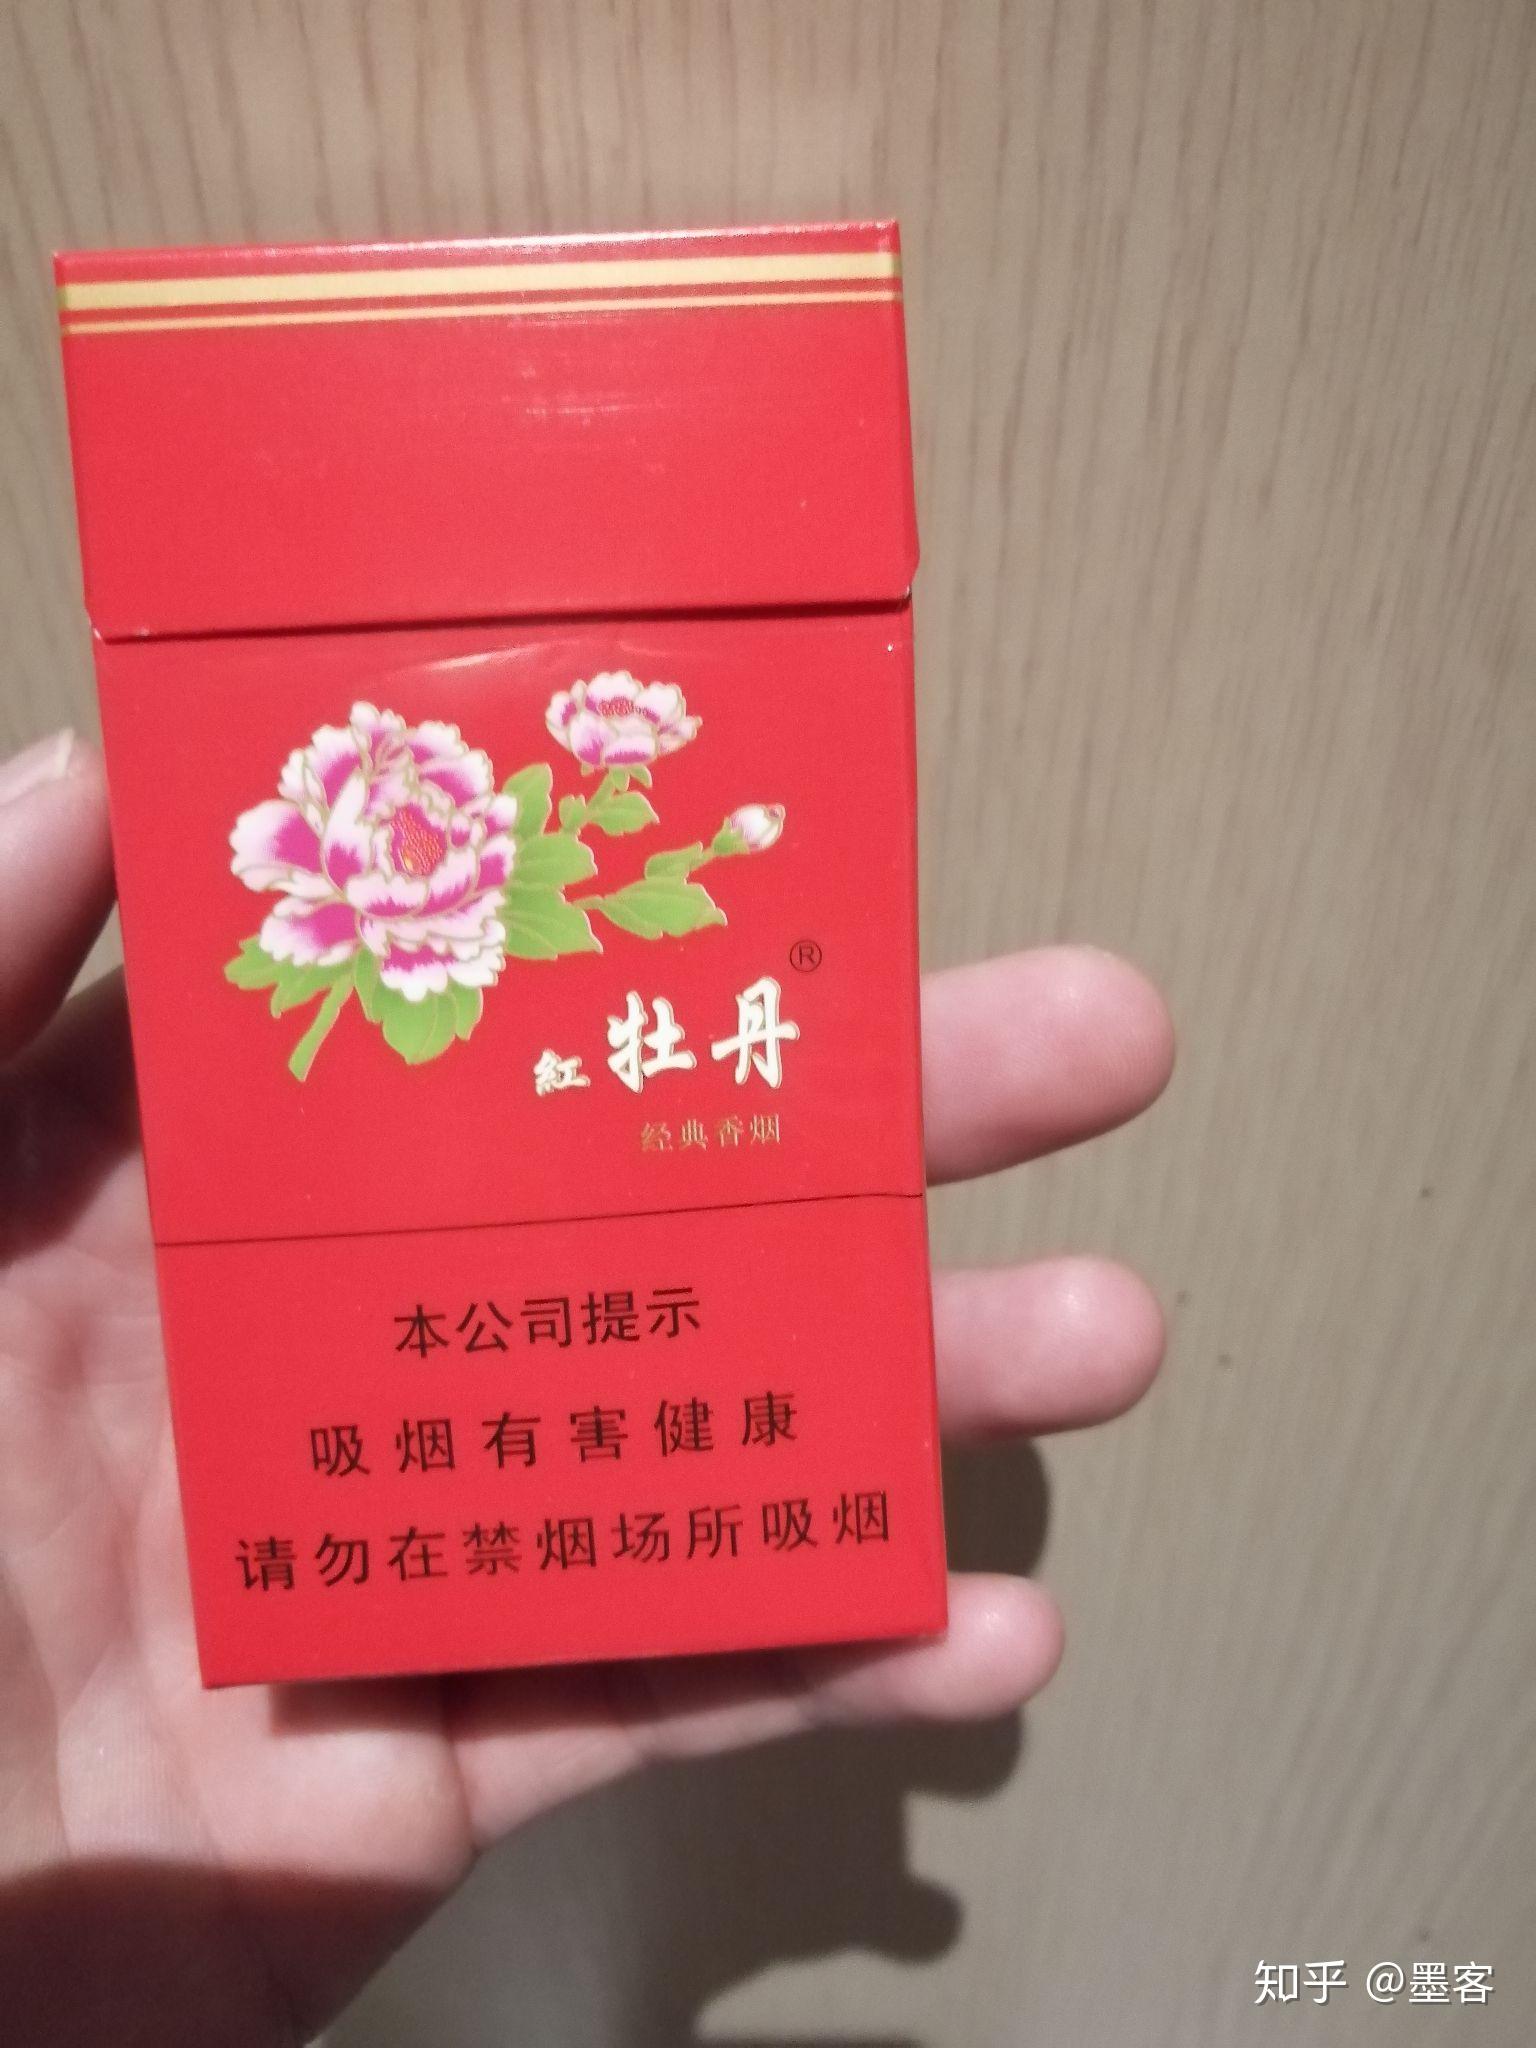 ®
紅牡丹
经典香烟
本公司提示
吸烟有害健康
请勿在禁烟场所吸烟
知乎 @墨客